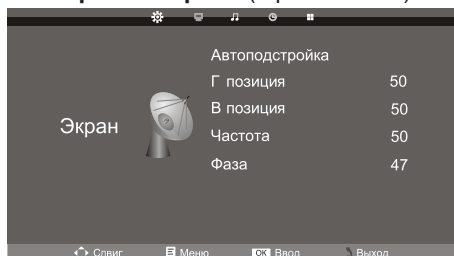 Автоподстройка
Г позиция 50
В позиция 50
Экран
Частота 50
Фаза 47
Сдвиг Меню OK Ввод Выход